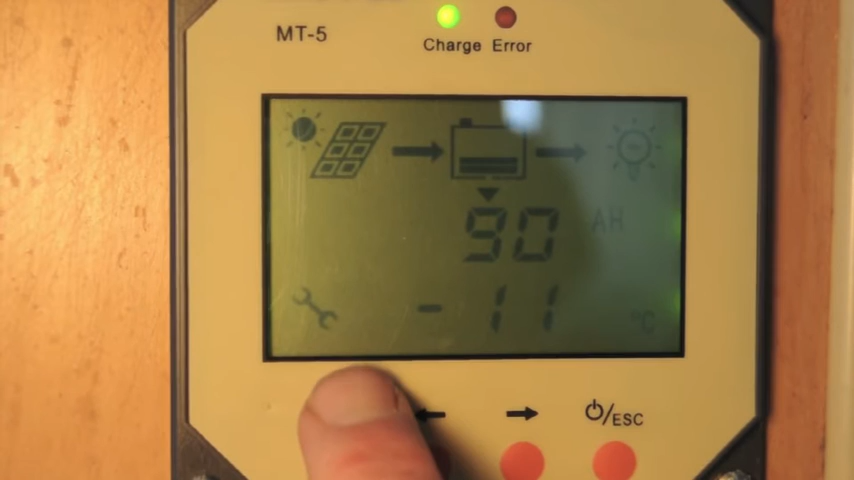 MT-5
Charge Error
90 AH
-11 °C
/ESC